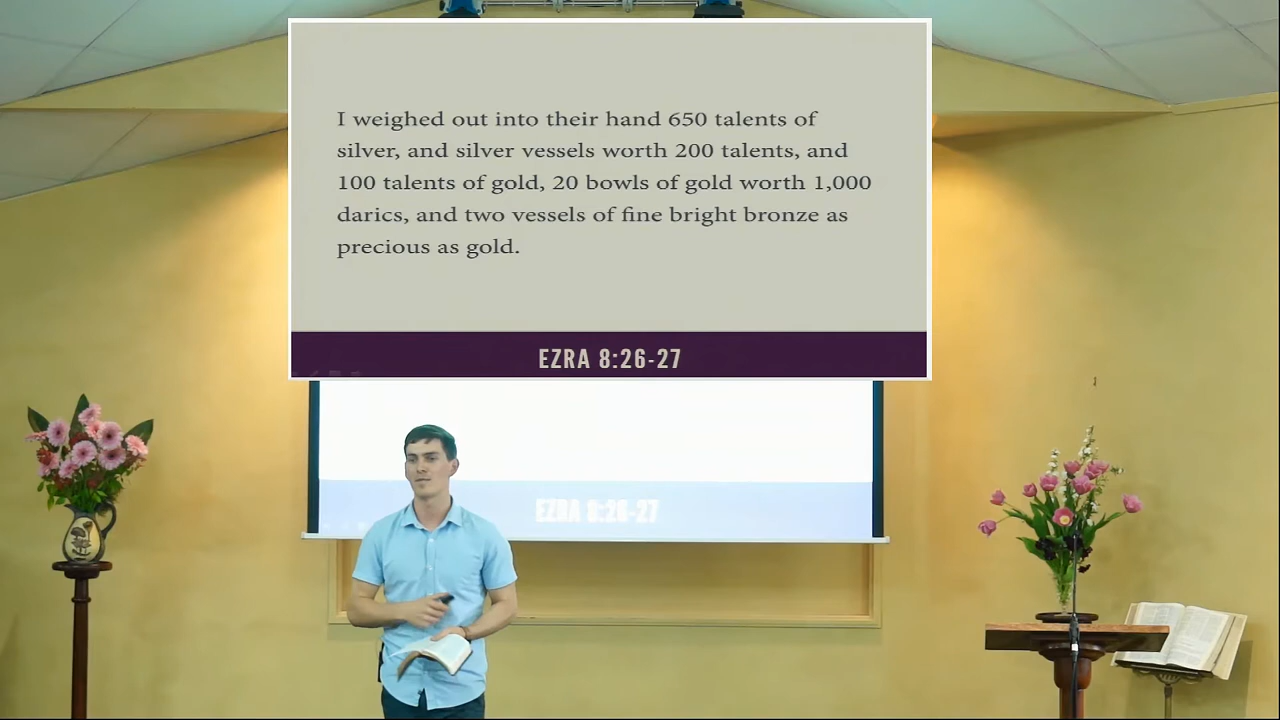 I weighed out into their hand 650 talents of
silver, and silver vessels worth 200 talents, and
100 talents of gold, 20 bowls of gold worth 1,000
darics, and two vessels of fine bright bronze as
precious as gold.
EZRA 8:26-27
EZRA 8:26-27